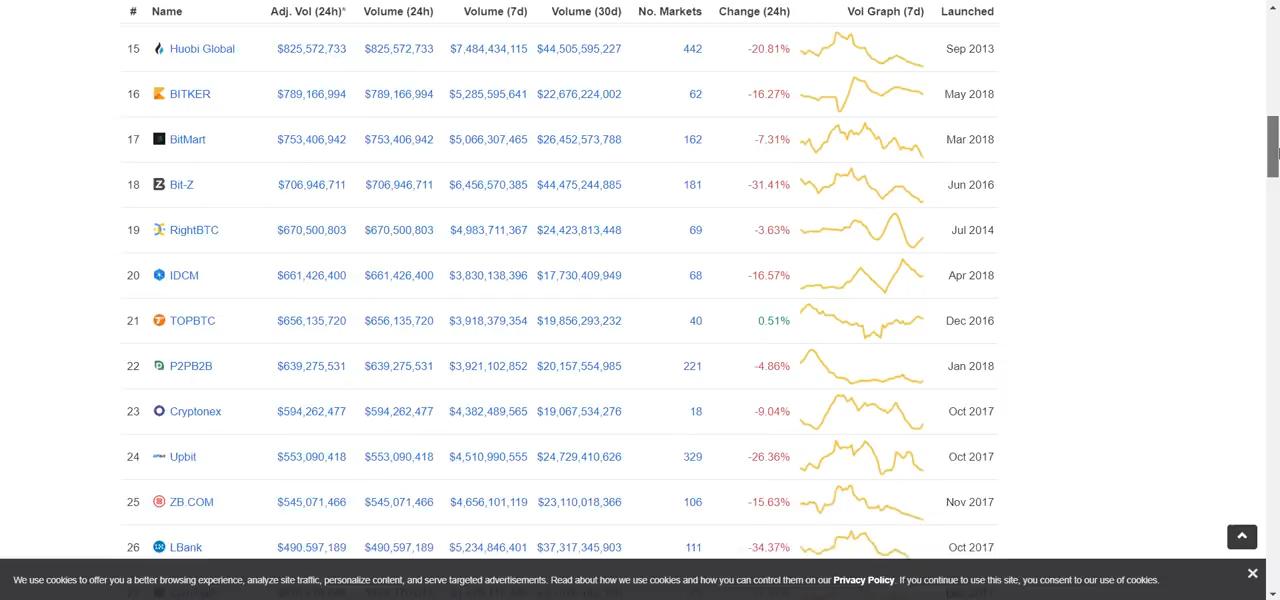 # Name Adj. Vol (24h)* Volume (24h) Volume (7d) Volume (30d) No. Markets Change (24h) Vol Graph (7d) Launched
15 Huobi Global $825,572,733 $825,572,733 $7,484,434,115 $44,505,595,227 442 -20.81% Sep 2013
16 BITKER $789,166,994 $789,166,994 $5,285,595,641 $22,676,224,002 62 -16.27% May 2018
17 BitMart $753,406,942 $753,406,942 $5,066,307,465 $26,452,573,788 162 -7.31% Mar 2018
18 Bit-Z $706,946,711 $706,946,711 $6,456,570,385 $44,475,244,885 181 -31.41% Jun 2016
19 RightBTC $670,500,803 $670,500,803 $4,983,711,367 $24,423,813,448 69 -3.63% Jul 2014
20 IDCM $661,426,400 $661,426,400 $3,830,138,396 $17,730,409,949 68 -16.57% Apr 2018
21 TOPBTC $656,135,720 $656,135,720 $3,918,379,354 $19,856,293,232 40 0.51% Dec 2016
22 P2PB2B $639,275,531 $639,275,531 $3,921,102,852 $20,157,554,985 221 -4.86% Jan 2018
23 Cryptonex $594,262,477 $594,262,477 $4,382,489,565 $19,067,534,276 18 -9.04% Oct 2017
24 Upbit $553,090,418 $553,090,418 $4,510,990,555 $24,729,410,626 329 -26.36% Oct 2017
25 ZB.COM $545,071,466 $545,071,466 $4,656,101,119 $23,110,018,366 106 -15.63% Nov 2017
26 LBank $490,597,189 $490,597,189 $5,234,846,401 $37,317,345,903 111 -34.37% Oct 2017
We use cookies to offer you a better browsing experience, analyze site traffic, personalize content, and serve targeted advertisements. Read about how we use cookies and how you can control them on our Privacy Policy. If you continue to use this site, you consent to our use of cookies.